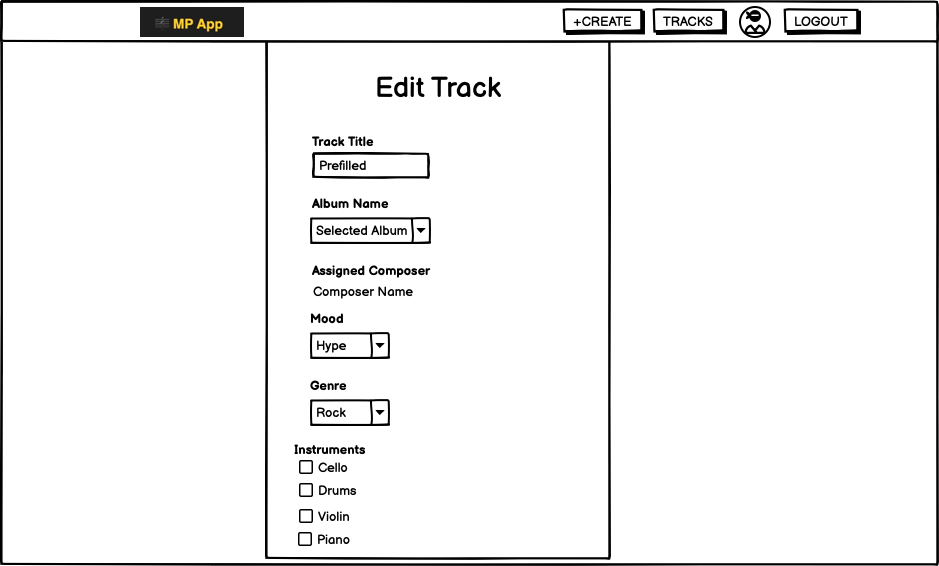 MP App
+CREATE
TRACKS
LOGOUT
Edit Track
Track Title
Prefilled
Album Name
Selected Album
Assigned Composer
Composer Name
Mood
Hype
Genre
Rock
Instruments
Cello
Drums
Violin
Piano